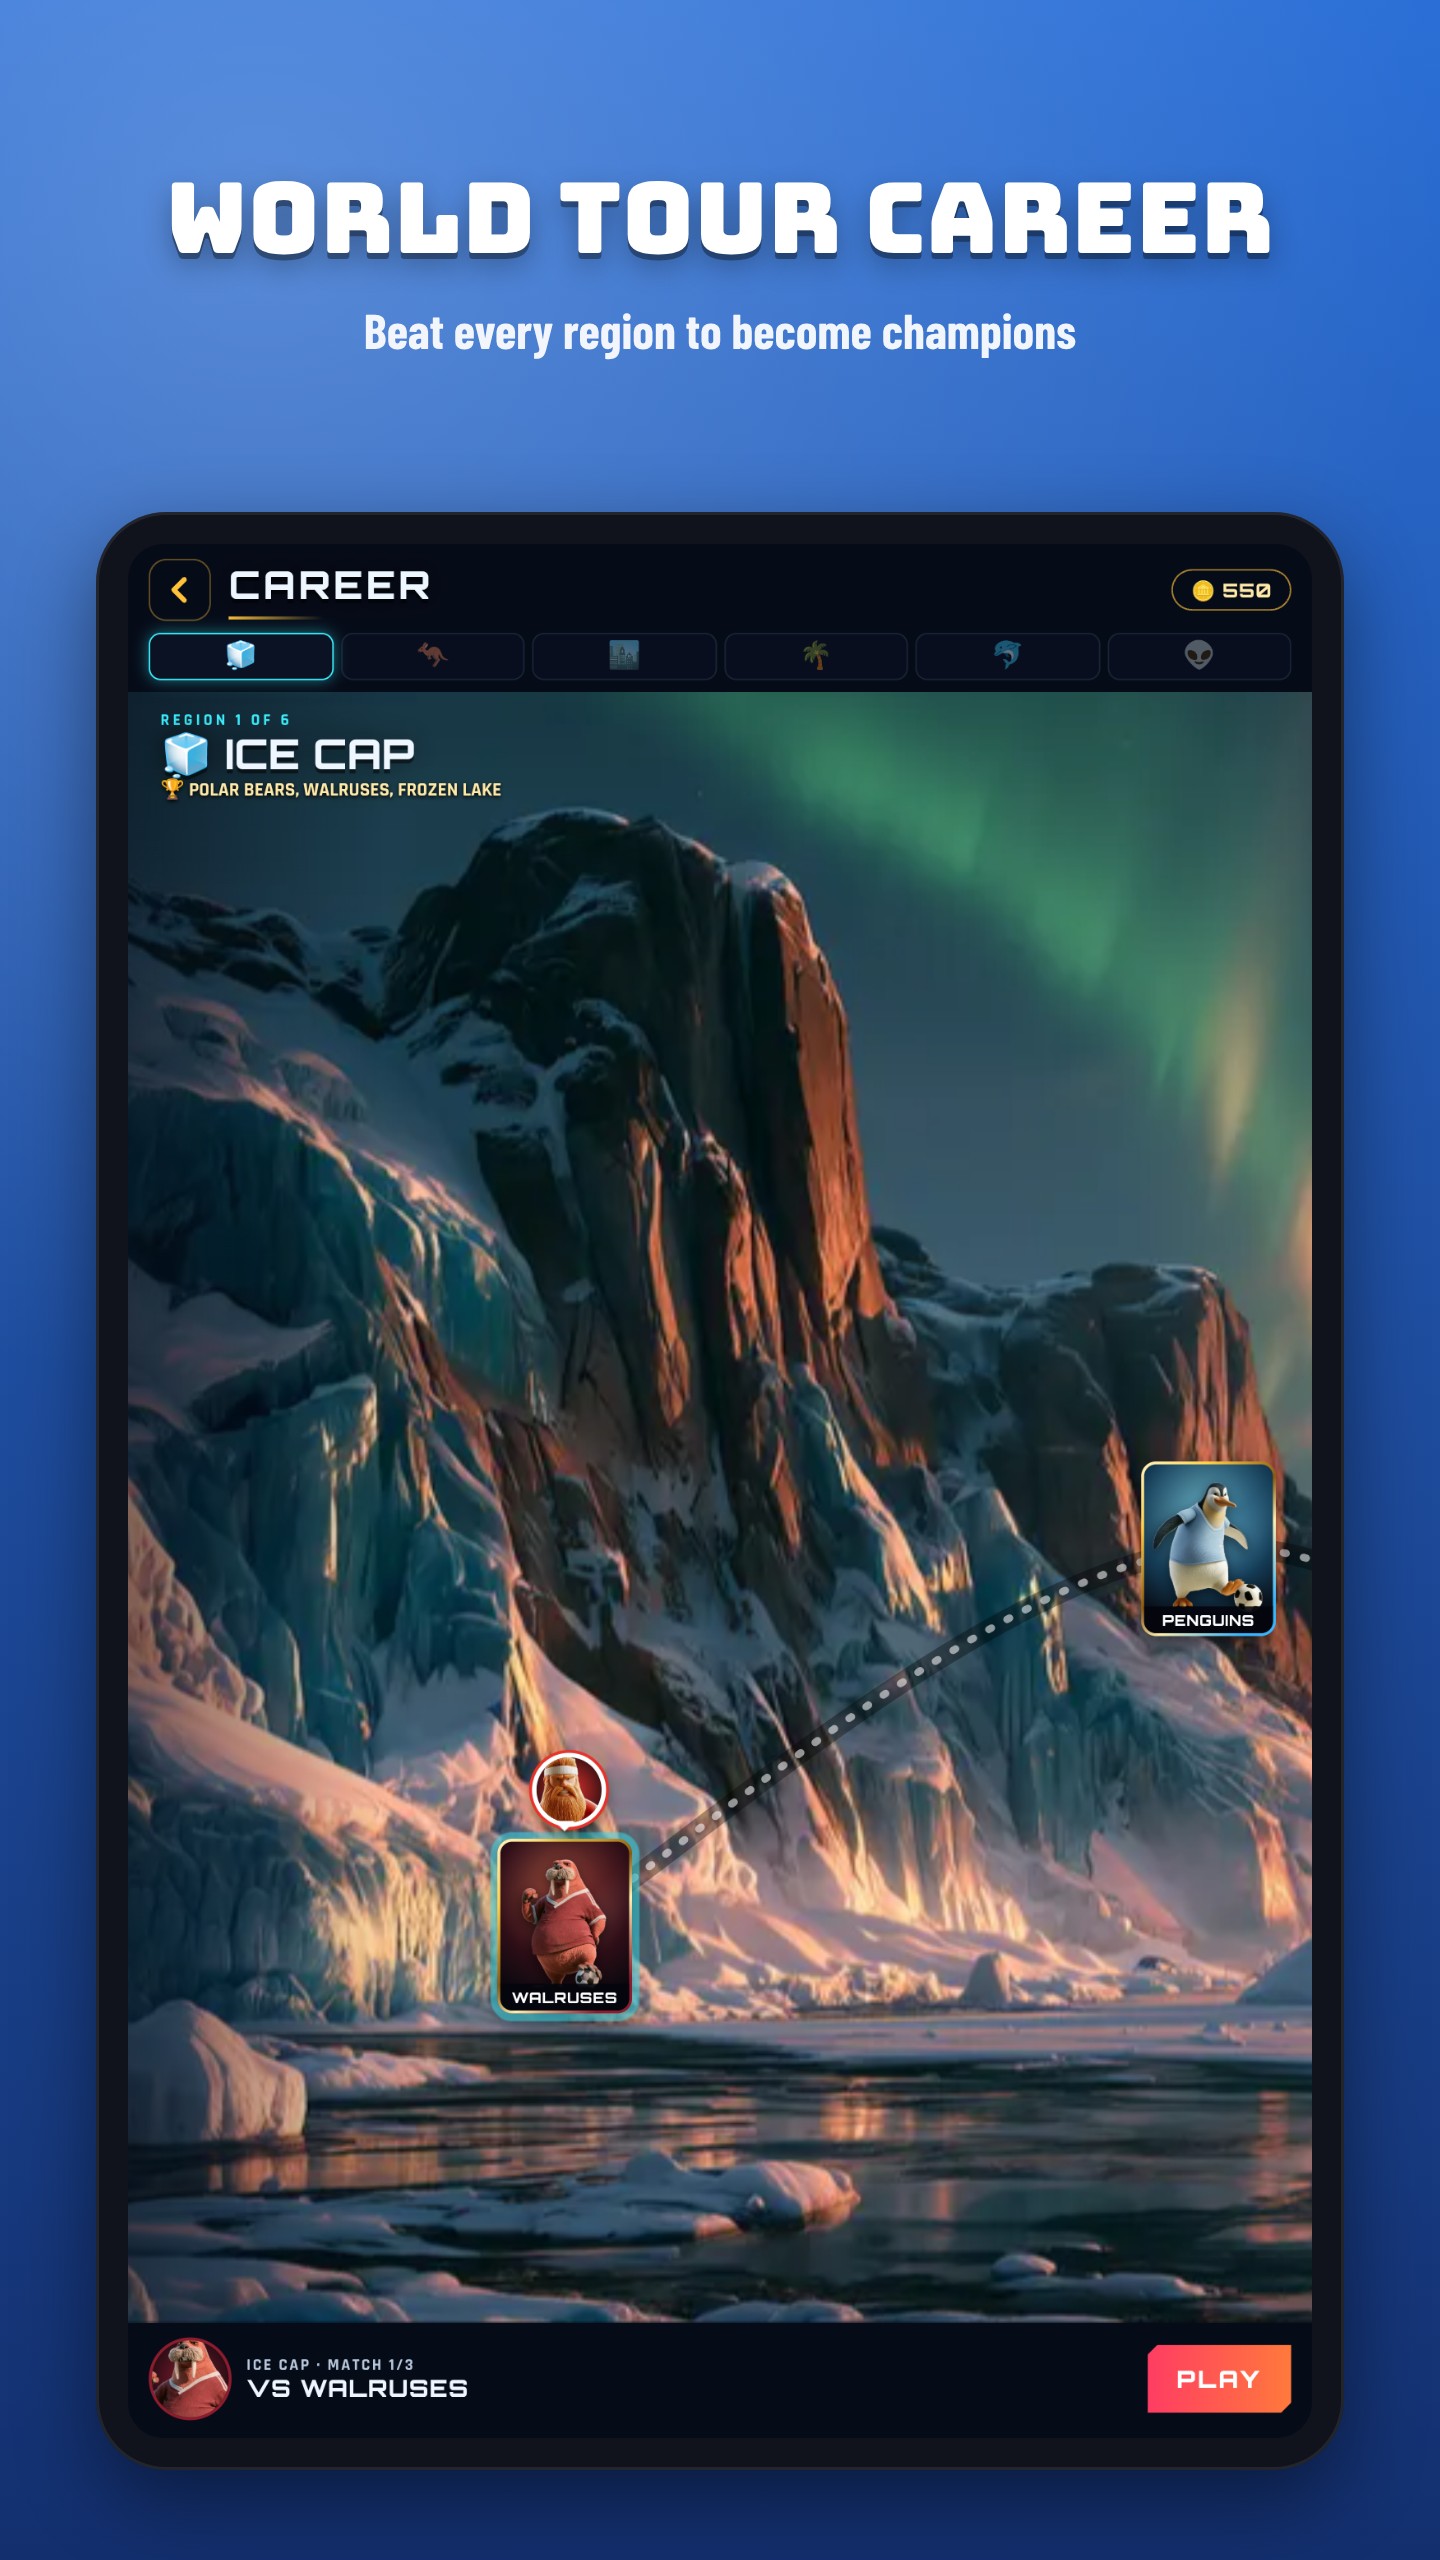 WORLD TOUR CAREER
Beat every region to become champions
CAREER
550
REGION 1 OF 6
ICE CAP
POLAR BEARS, WALRUSES, FROZEN LAKE
PENGUINS
WALRUSES
ICE CAP · MATCH 1/3
VS WALRUSES
PLAY